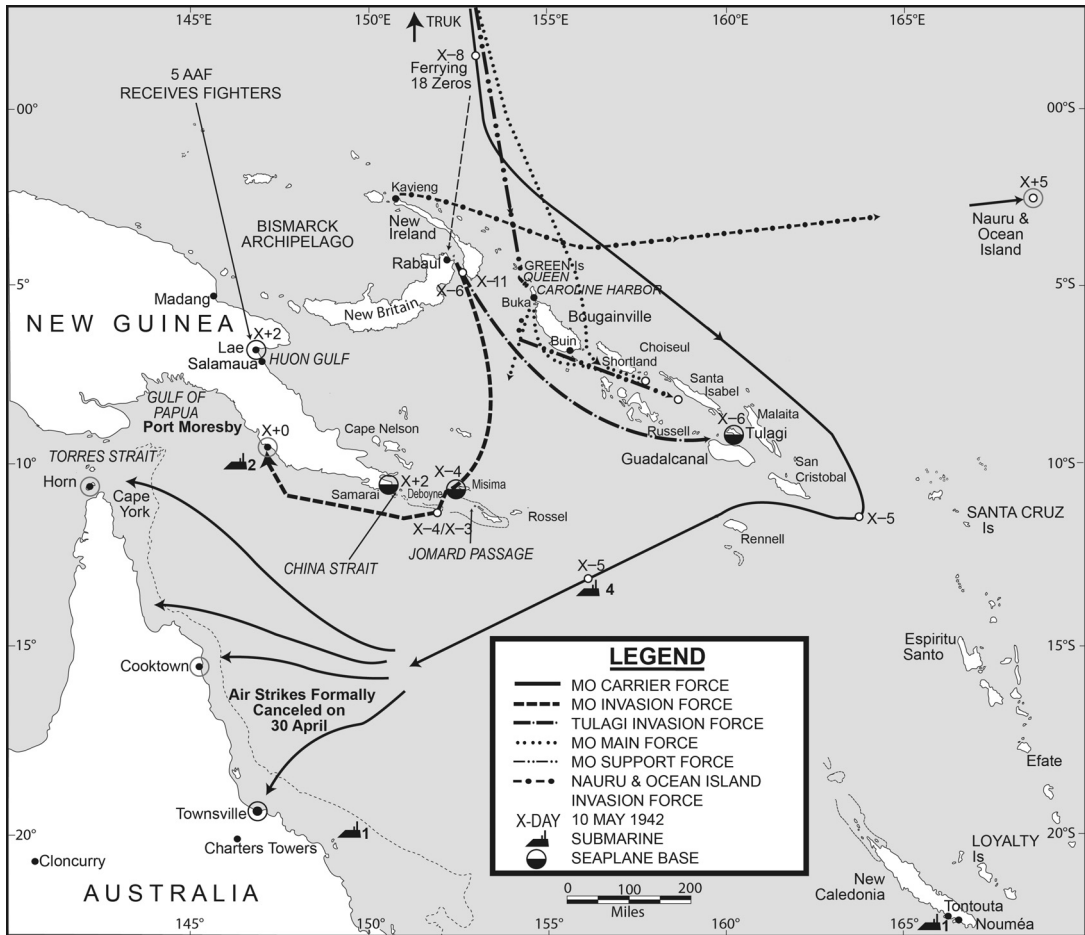 145°E
150°E
155°E
160°E
165°E
TRUK
X–8
Ferrying
18 Zeros
5 AAF
RECEIVES FIGHTERS
00°
00°S
X+5
Nauru &
Ocean
Island
Kavieng
New
Ireland
BISMARCK
ARCHIPELAGO
Rabaul
X–11
X–6
GREEN Is
QUEEN
CAROLINE HARBOR
5°
5°S
Madang
New Britain
Buka
Bougainville
NEW GUINEA
X+2
Lae
Salamaua
HUON GULF
Buin
Shortland
Choiseul
Santa
Isabel
GULF OF
PAPUA
Port Moresby
X+0
Cape Nelson
X–6
Malaita
Tulagi
Russell
Guadalcanal
10°
10°S
TORRES STRAIT
2
X+2
X–4
Misima
Samarai
Deboyne
San
Cristobal
Horn
Cape
York
Rossel
X–4/X–3
JOMARD PASSAGE
CHINA STRAIT
X–5
SANTA CRUZ
Is
Rennell
X–5
4
15°
15°S
Cooktown
Espiritu
Santo
Air Strikes Formally
Canceled on
30 April
Efate
LEGEND
MO CARRIER FORCE
MO INVASION FORCE
TULAGI INVASION FORCE
MO MAIN FORCE
MO SUPPORT FORCE
NAURU & OCEAN ISLAND
INVASION FORCE
X-DAY 10 MAY 1942
SUBMARINE
SEAPLANE BASE
Townsville
1
20°
20°S
Charters Towers
Cloncurry
LOYALTY
Is
AUSTRALIA
New
Caledonia
Tontouta
Nouméa
1
0 100 200
Miles
145°
150°
155°
160°
165°